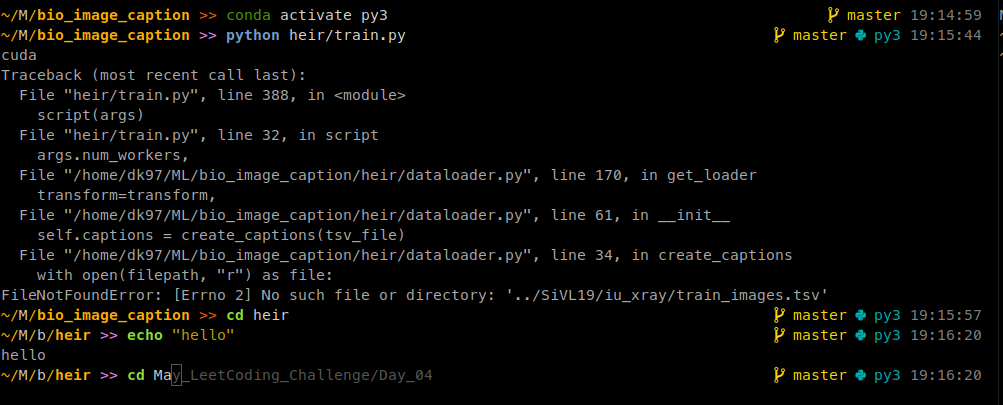 ~/M/bio_image_caption >> conda activate py3 master 19:14:59
~/M/bio_image_caption >> python heir/train.py master py3 19:15:44
cuda
Traceback (most recent call last):
File "heir/train.py", line 388, in <module>
script(args)
File "heir/train.py", line 32, in script
args.num_workers,
File "/home/dk97/ML/bio_image_caption/heir/dataloader.py", line 170, in get_loader
transform=transform,
File "/home/dk97/ML/bio_image_caption/heir/dataloader.py", line 61, in __init__
self.captions = create_captions(tsv_file)
File "/home/dk97/ML/bio_image_caption/heir/dataloader.py", line 34, in create_captions
with open(filepath, "r") as file:
FileNotFoundError: [Errno 2] No such file or directory: '../SiVL19/iu_xray/train_images.tsv'
~/M/bio_image_caption >> cd heir master py3 19:15:57
~/M/b/heir >> echo "hello" master py3 19:16:20
hello
~/M/b/heir >> cd May_LeetCoding_Challenge/Day_04 master py3 19:16:20